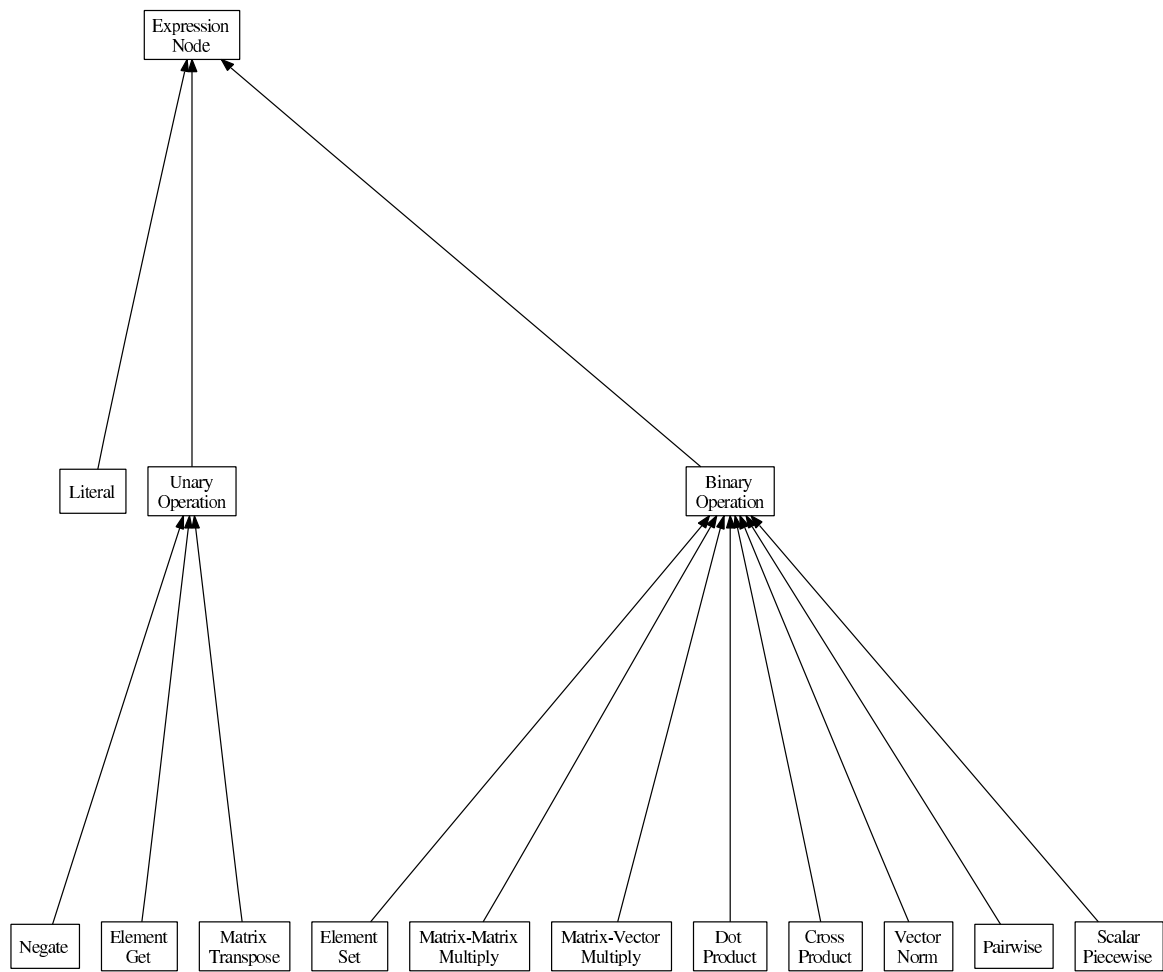 Expression
Node
Literal
Unary
Operation
Binary
Operation
Negate
Element
Get
Matrix
Transpose
Element
Set
Matrix-Matrix
Multiply
Matrix-Vector
Multiply
Dot
Product
Cross
Product
Vector
Norm
Pairwise
Scalar
Piecewise